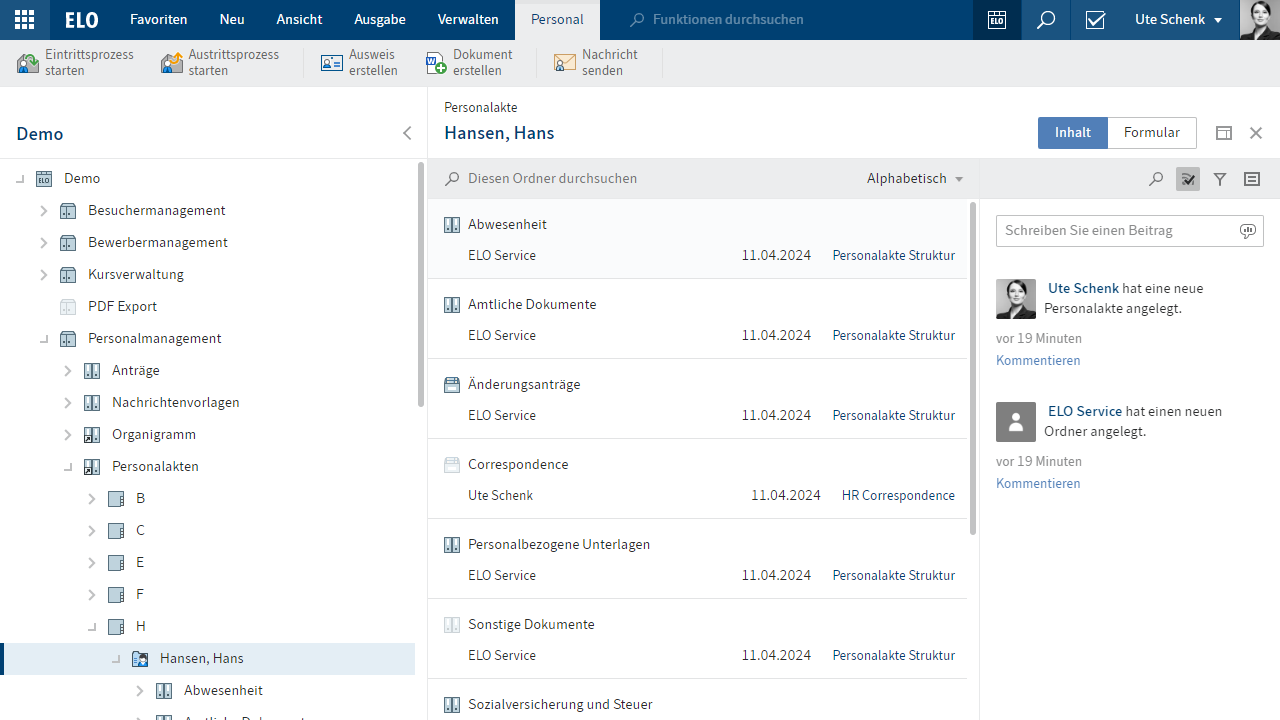 ELO Favoriten Neu Ansicht Ausgabe Verwalten Personal Funktionen durchsuchen ELO Ute Schenk
Eintrittsprozess starten
Austrittsprozess starten
Ausweis erstellen
Dokument erstellen
Nachricht senden
Demo
Demo
Besuchermanagement
Bewerbermanagement
Kursverwaltung
PDF Export
Personalmanagement
Anträge
Nachrichtenvorlagen
Organigramm
Personalakten
B
C
E
F
H
Hansen, Hans
Abwesenheit
Personalakte
Hansen, Hans
Inhalt Formular
Diesen Ordner durchsuchen Alphabetisch
Abwesenheit
ELO Service 11.04.2024 Personalakte Struktur
Amtliche Dokumente
ELO Service 11.04.2024 Personalakte Struktur
Änderungsanträge
ELO Service 11.04.2024 Personalakte Struktur
Correspondence
Ute Schenk 11.04.2024 HR Correspondence
Personalbezogene Unterlagen
ELO Service 11.04.2024 Personalakte Struktur
Sonstige Dokumente
ELO Service 11.04.2024 Personalakte Struktur
Sozialversicherung und Steuer
Schreiben Sie einen Beitrag
Ute Schenk hat eine neue
Personalakte angelegt.
vor 19 Minuten
Kommentieren
ELO Service hat einen neuen
Ordner angelegt.
vor 19 Minuten
Kommentieren